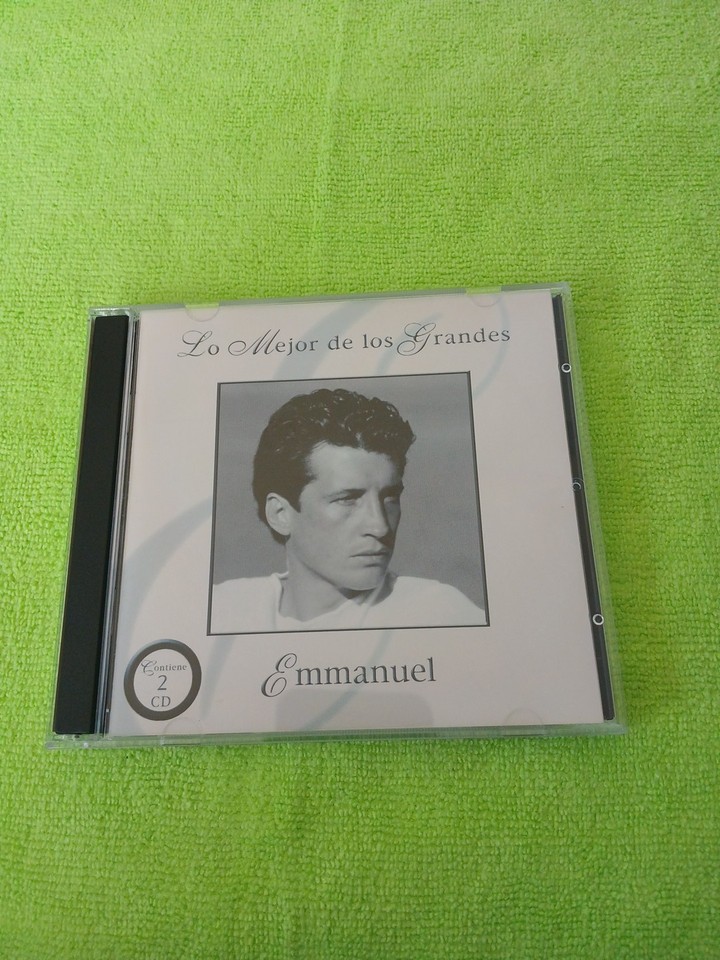 Lo Mejor de los Grandes
Emmanuel
Contiene
2
CD